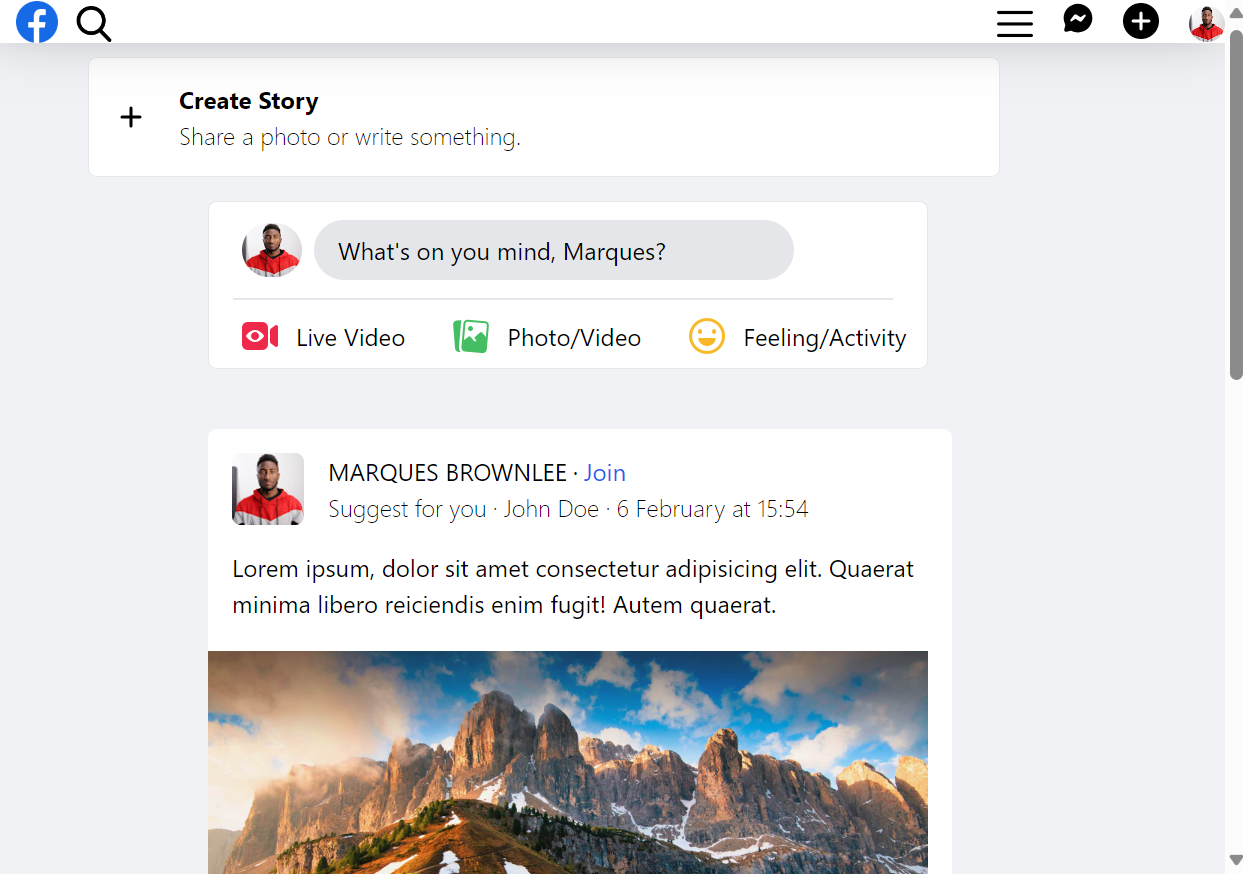 Create Story
Share a photo or write something.
What's on you mind, Marques?
Live Video
Photo/Video
Feeling/Activity
MARQUES BROWNLEE · Join
Suggest for you · John Doe · 6 February at 15:54
Lorem ipsum, dolor sit amet consectetur adipisicing elit. Quaerat
minima libero reiciendis enim fugit! Autem quaerat.